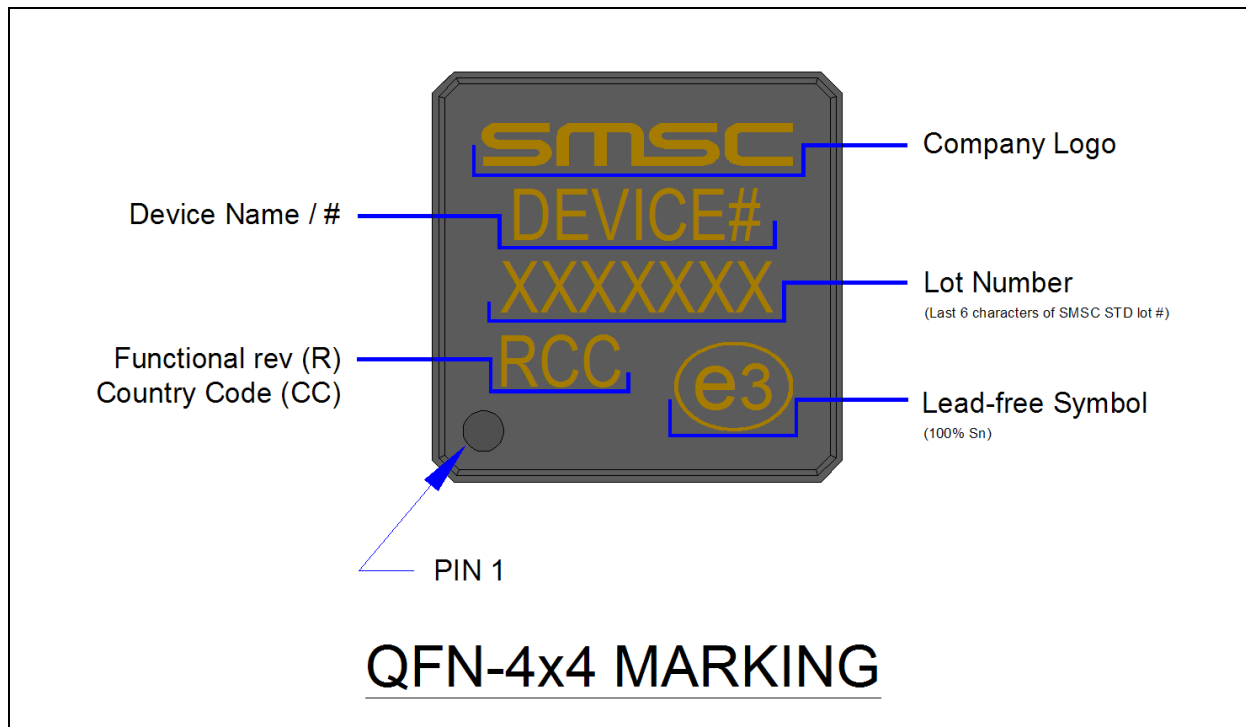 smsc
Company Logo
Device Name / #
DEVICE#
XXXXXXX
Lot Number
(Last 6 characters of SMSC STD lot #)
Functional rev (R)
Country Code (CC)
RCC
e3
Lead-free Symbol
(100% Sn)
PIN 1
QFN-4x4 MARKING